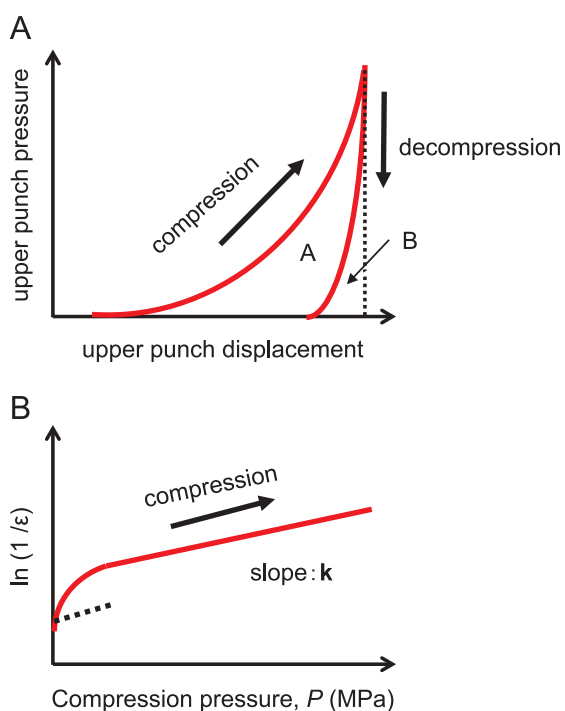 A
upper punch pressure
compression
decompression
A
B
upper punch displacement
B
ln (1 /ε)
compression
slope: k
Compression pressure, P (MPa)